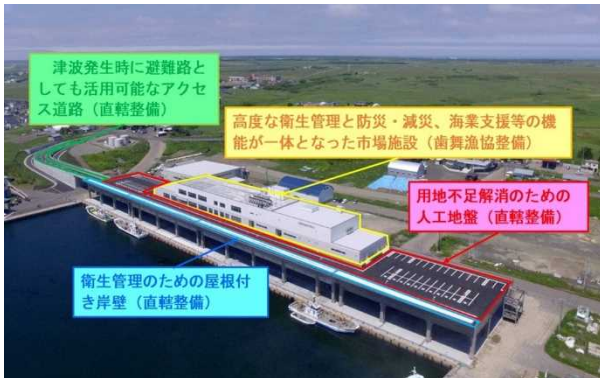 津波発生時に避難路と
しても活用可能なアクセ
ス道路（直轄整備）
高度な衛生管理と防災・減災、海業支援等の機
能が一体となった市場施設（歯舞漁協整備）
用地不足解消のための
人工地盤（直轄整備）
衛生管理のための屋根付
き岸壁（直轄整備）